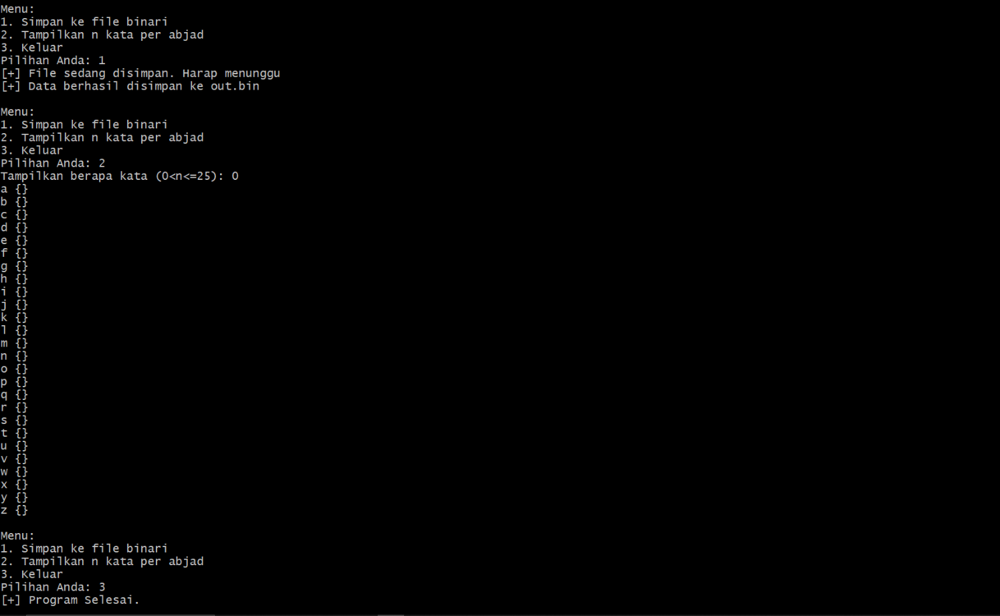 Menu:
1. Simpan ke file binari
2. Tampilkan n kata per abjad
3. Keluar
Pilihan Anda: 1
[+] File sedang disimpan. Harap menunggu
[+] Data berhasil disimpan ke out.bin
Menu:
1. Simpan ke file binari
2. Tampilkan n kata per abjad
3. Keluar
Pilihan Anda: 2
Tampilkan berapa kata (0<n<=25): 0
a {}
b {}
c {}
d {}
e {}
f {}
g {}
h {}
i {}
j {}
k {}
l {}
m {}
n {}
o {}
p {}
q {}
r {}
s {}
t {}
u {}
v {}
w {}
x {}
y {}
z {}
Menu:
1. Simpan ke file binari
2. Tampilkan n kata per abjad
3. Keluar
Pilihan Anda: 3
[+] Program Selesai.